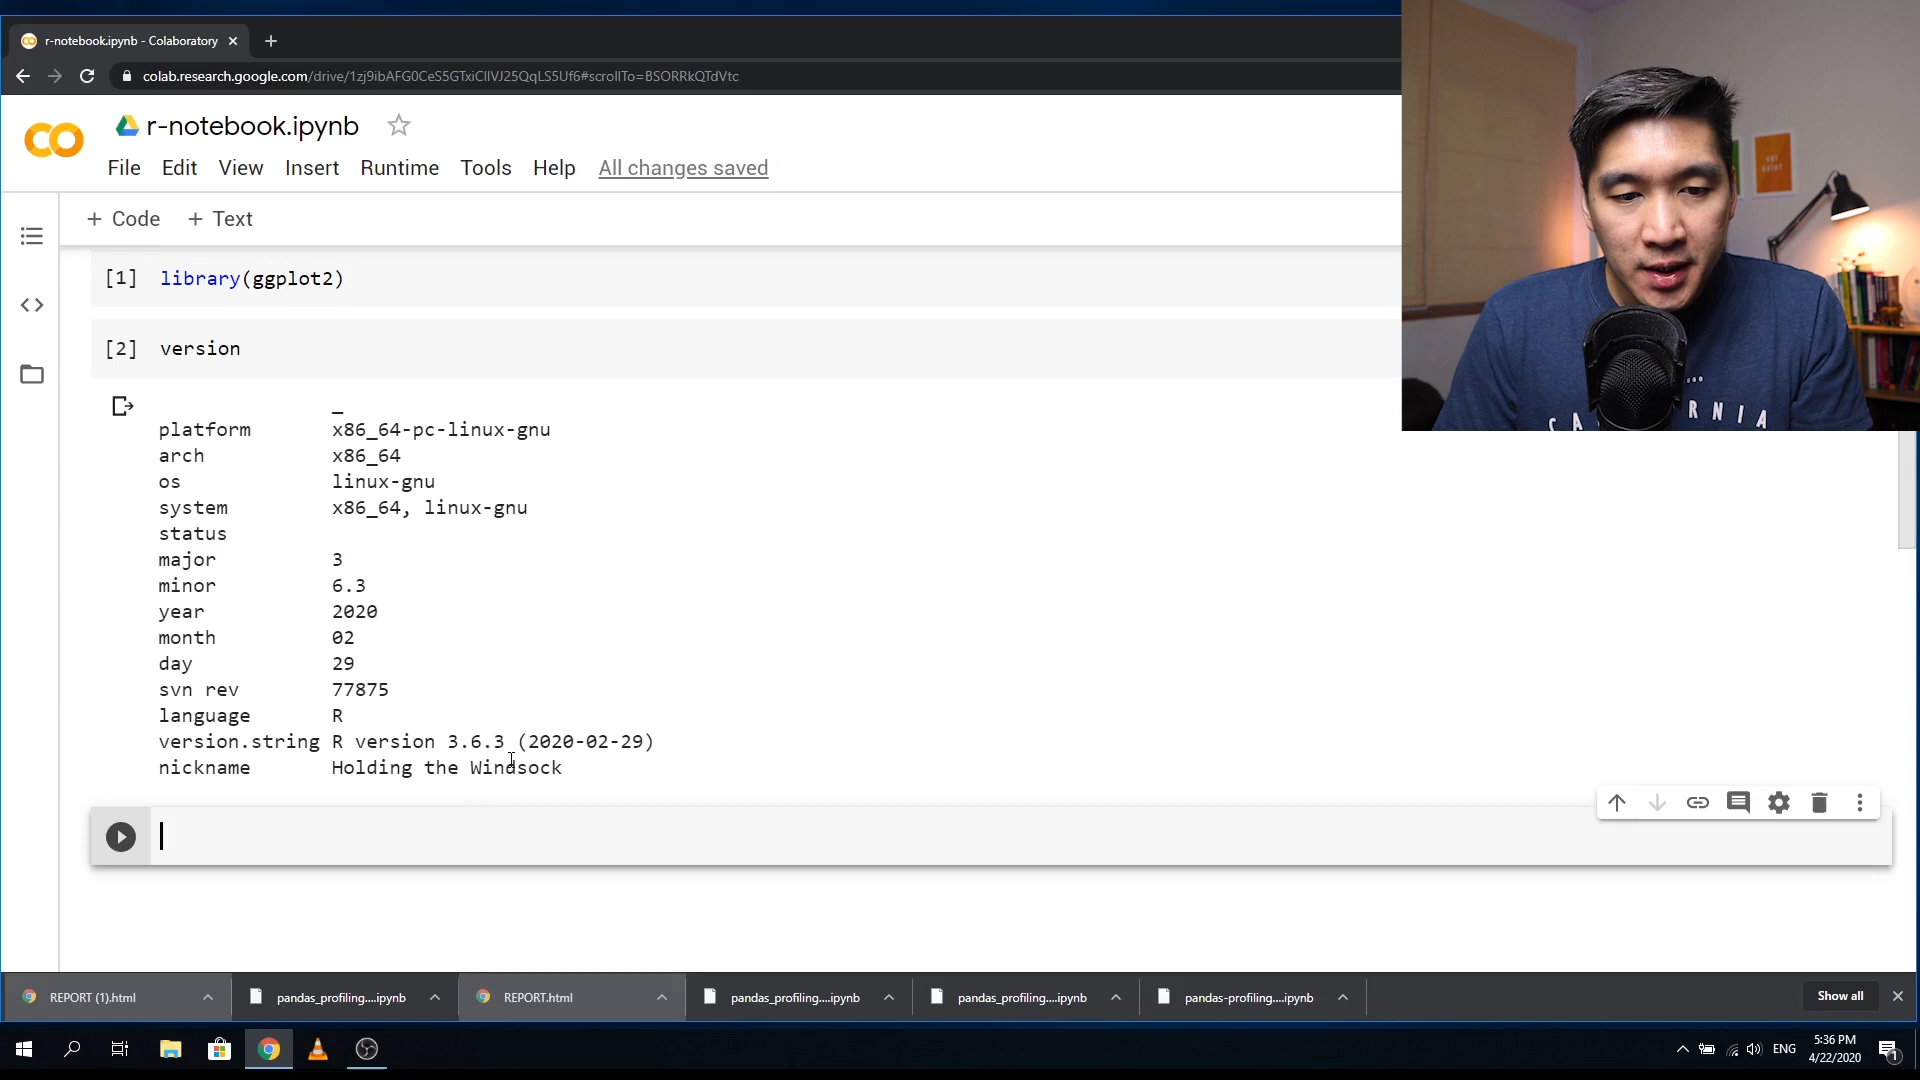 r-notebook.ipynb - Colaboratory
colab.research.google.com/drive/1zj9ibAFG0CeS5GTxiCllVJ25QqLS5Uf6#scrollTo=BSORRkQTdVtc
r-notebook.ipynb
File Edit View Insert Runtime Tools Help All changes saved
+ Code + Text
[1] library(ggplot2)
[2] version
_
platform x86_64-pc-linux-gnu
arch x86_64
os linux-gnu
system x86_64, linux-gnu
status
major 3
minor 6.3
year 2020
month 02
day 29
svn rev 77875
language R
version.string R version 3.6.3 (2020-02-29)
nickname Holding the Windsock
REPORT (1).html pandas_profiling....ipynb REPORT.html pandas_profiling....ipynb pandas_profiling....ipynb pandas-profiling....ipynb Show all
ENG 5:36 PM
4/22/2020 1